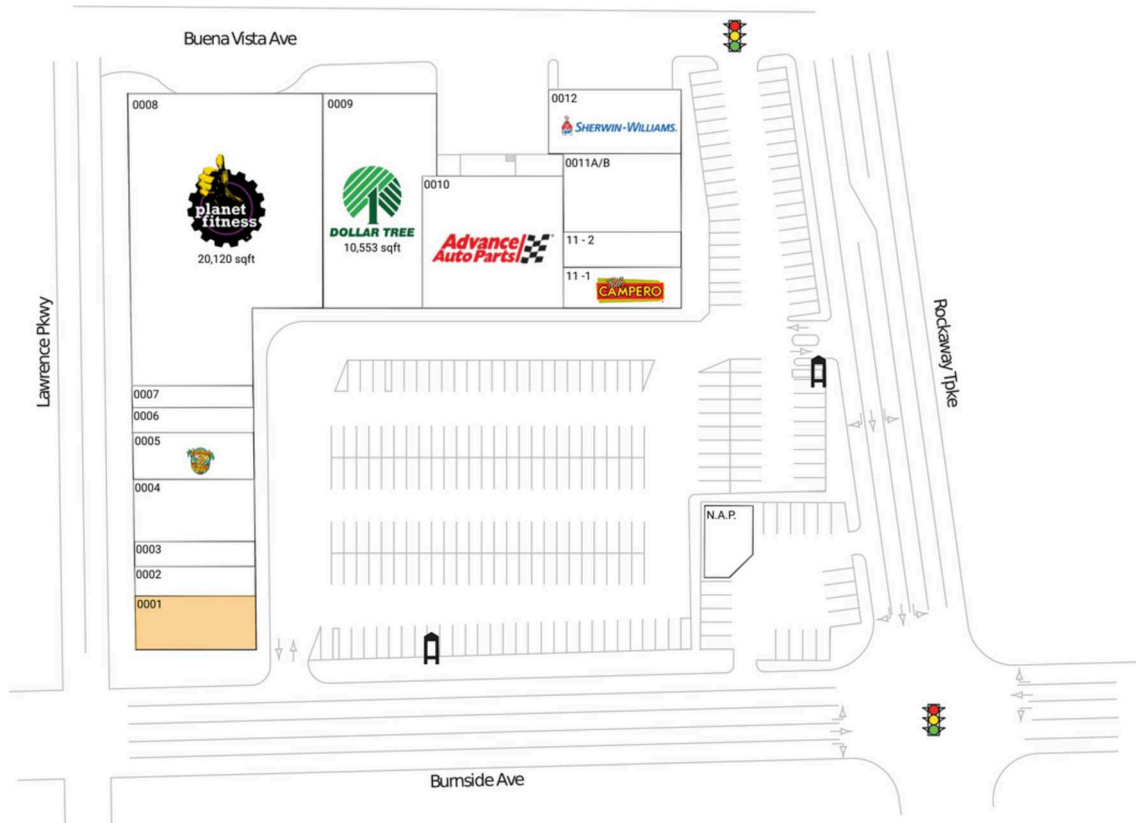 Buena Vista Ave
0008
0009
0012
SHERWIN-WILLIAMS.
0011A/B
0010
planet
fitness
20,120 sqft
DOLLAR TREE
10,553 sqft
Advance
Auto Parts
11 - 2
11 -1
CAMPERO
Lawrence Pkwy
Rockaway Tpke
0007
0006
0005
0004
N.A.P.
0003
0002
0001
Burnside Ave